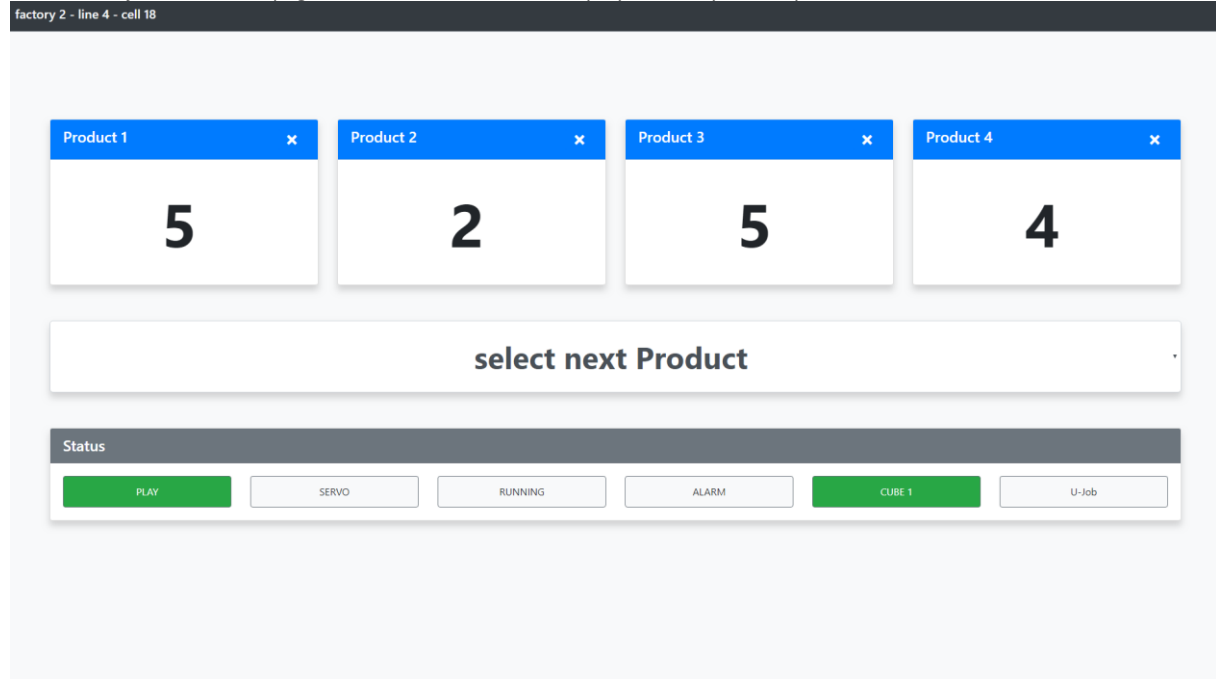 factory 2 - line 4 - cell 18
Product 1 × Product 2 × Product 3 × Product 4 ×
5 2 5 4
select next Product
Status
PLAY SERVO RUNNING ALARM CUBE 1 U-Job